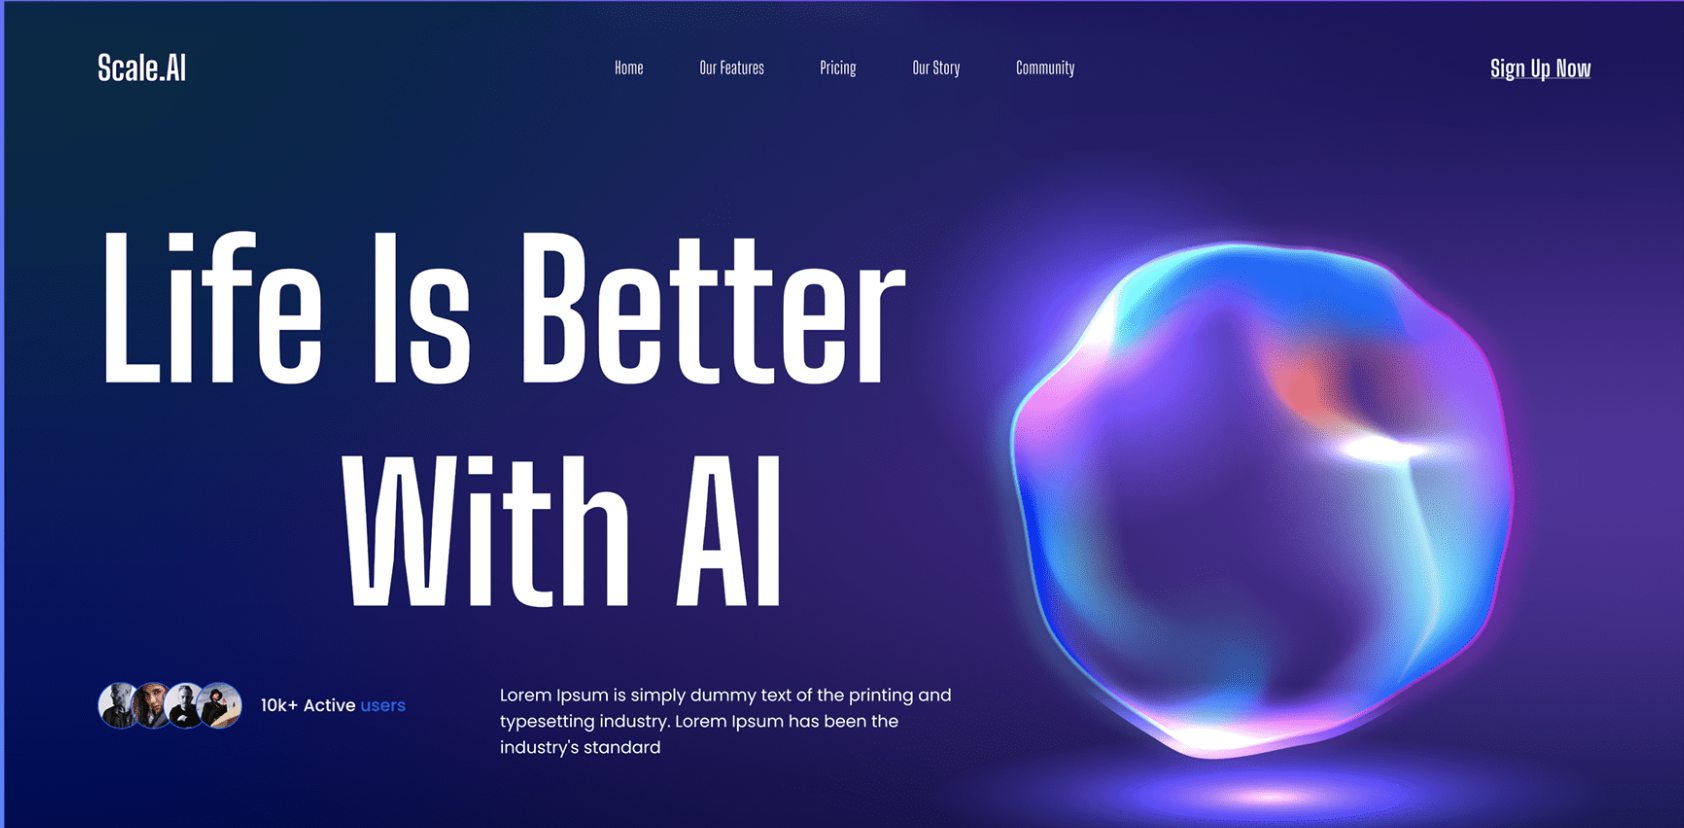 Scale.AI
Home
Our Features
Pricing
Our Story
Community
Sign Up Now
Life Is Better
With AI
10k+ Active users
Lorem Ipsum is simply dummy text of the printing and
typesetting industry. Lorem Ipsum has been the
industry's standard